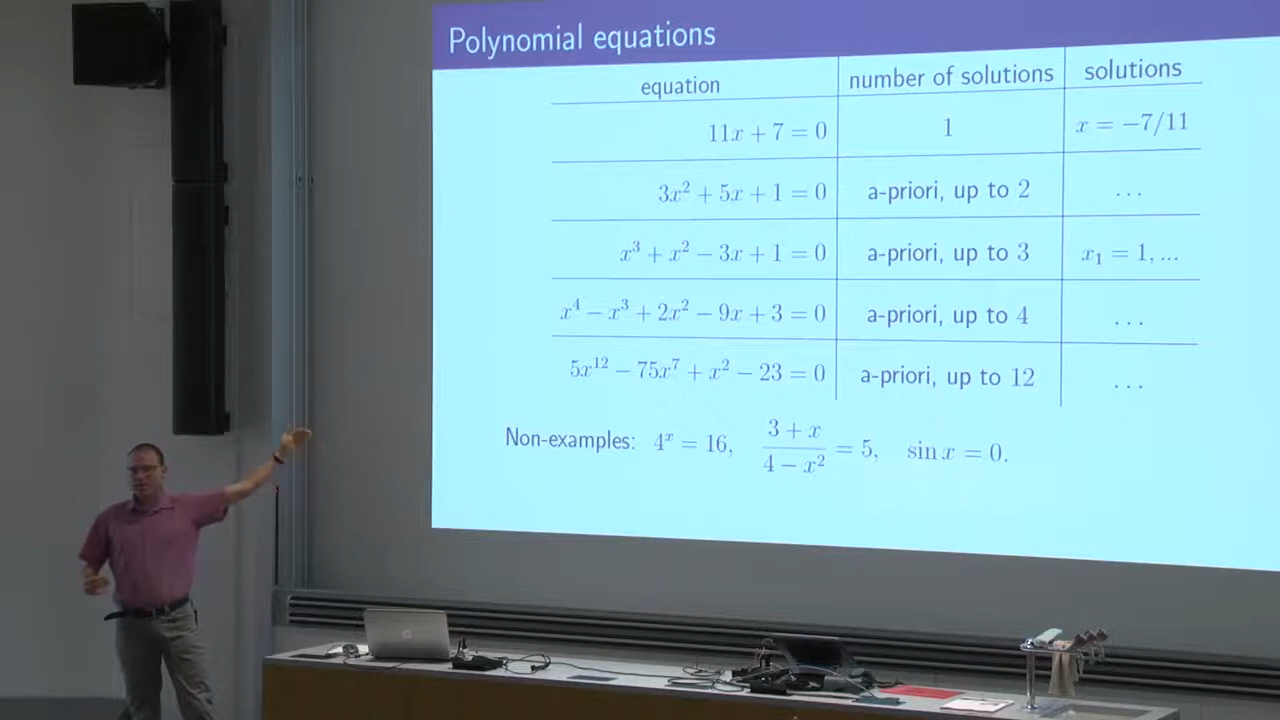 Polynomial equations
equation number of solutions solutions
11x + 7 = 0 1 x = −7/11
3x² + 5x + 1 = 0 a-priori, up to 2 ...
x³ + x² − 3x + 1 = 0 a-priori, up to 3 x₁ = 1, ...
x⁴ − x³ + 2x² − 9x + 3 = 0 a-priori, up to 4 ...
5x¹² − 75x⁷ + x² − 23 = 0 a-priori, up to 12 ...
Non-examples: 4ˣ = 16, (3 + x)/(4 − x²) = 5, sin x = 0.